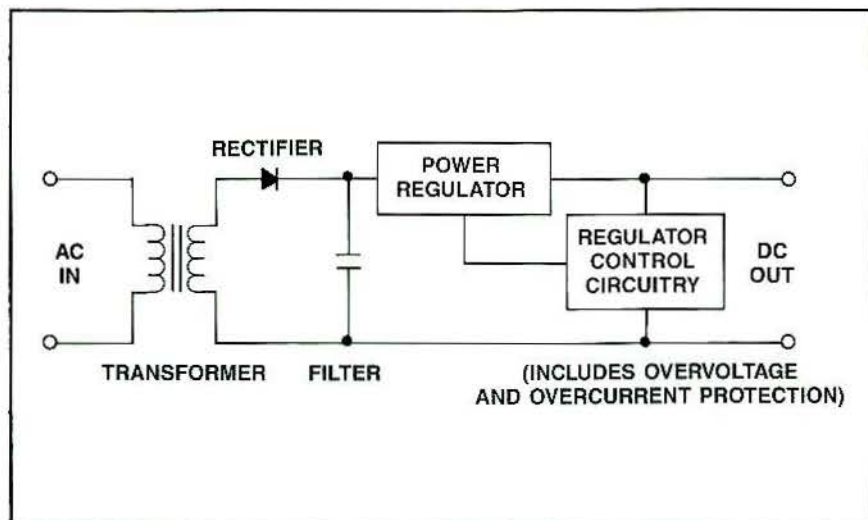 RECTIFIER
POWER
REGULATOR
AC
IN
REGULATOR
CONTROL
CIRCUITRY
DC
OUT
TRANSFORMER
FILTER
(INCLUDES OVERVOLTAGE
AND OVERCURRENT PROTECTION)